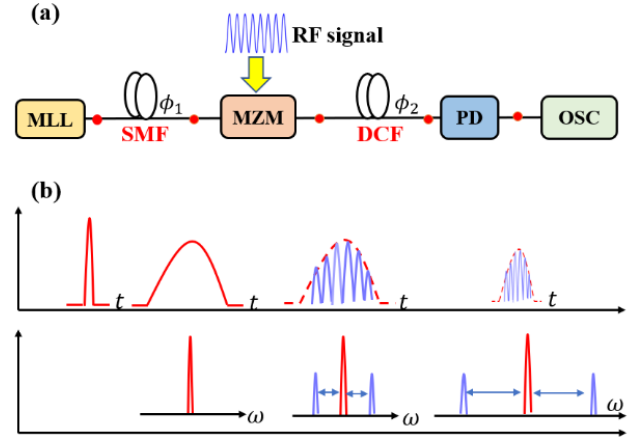 (a)
RF signal
ϕ₁
ϕ₂
MLL
SMF
MZM
DCF
PD
OSC
(b)
t
t
t
t
ω
ω
ω